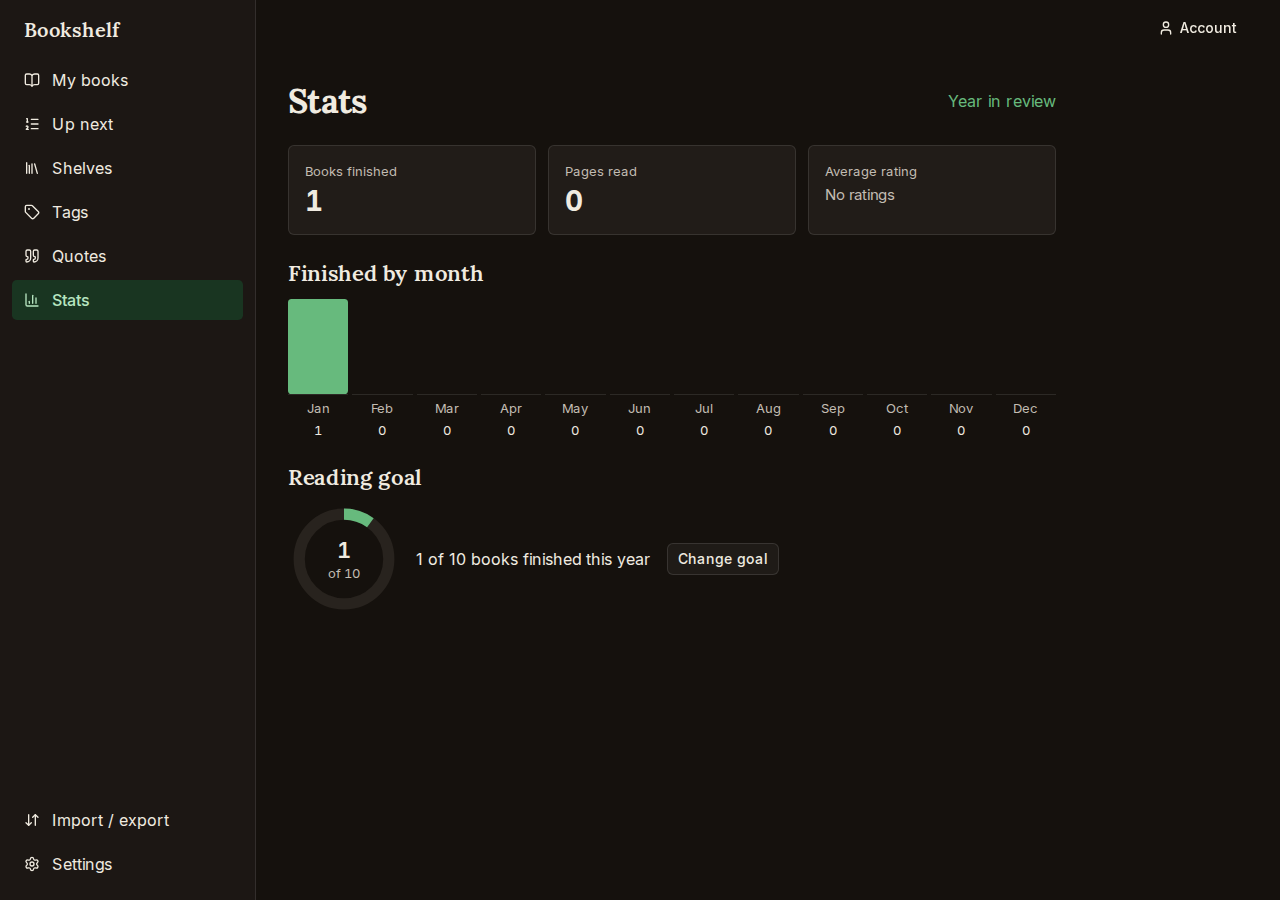 Bookshelf
My books
Up next
Shelves
Tags
Quotes
Stats
Import / export
Settings
Account
Stats
Year in review
Books finished
1
Pages read
0
Average rating
No ratings
Finished by month
Jan Feb Mar Apr May Jun Jul Aug Sep Oct Nov Dec
1 0 0 0 0 0 0 0 0 0 0 0
Reading goal
1
of 10
1 of 10 books finished this year
Change goal